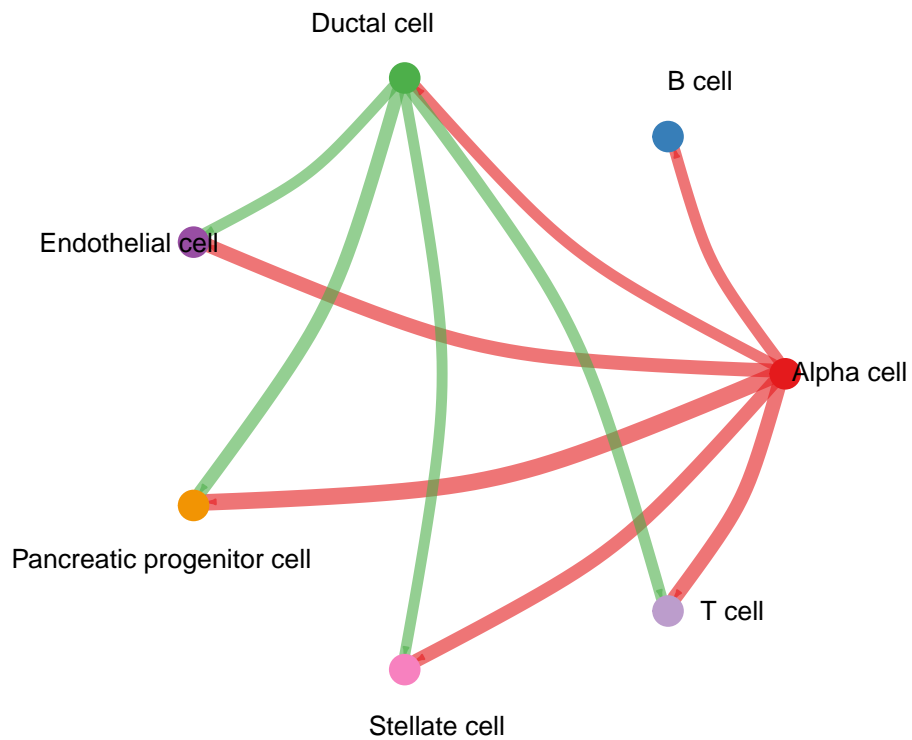 Ductal cell
B cell
Endothelial cell
Alpha cell
Pancreatic progenitor cell
T cell
Stellate cell